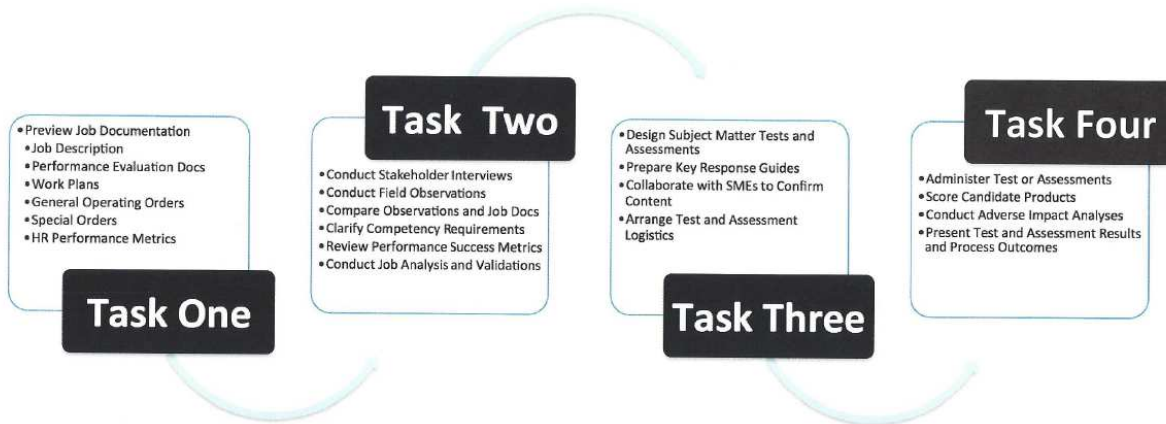 • Preview Job Documentation
• Job Description
• Performance Evaluation Docs
• Work Plans
• General Operating Orders
• Special Orders
• HR Performance Metrics
Task One
Task Two
• Conduct Stakeholder Interviews
• Conduct Field Observations
• Compare Observations and Job Docs
• Clarify Competency Requirements
• Review Performance Success Metrics
• Conduct Job Analysis and Validations
• Design Subject Matter Tests and
Assessments
• Prepare Key Response Guides
• Collaborate with SMEs to Confirm
Content
• Arrange Test and Assessment
Logistics
Task Three
Task Four
• Administer Test or Assessments
• Score Candidate Products
• Conduct Adverse Impact Analyses
• Present Test and Assessment Results
and Process Outcomes